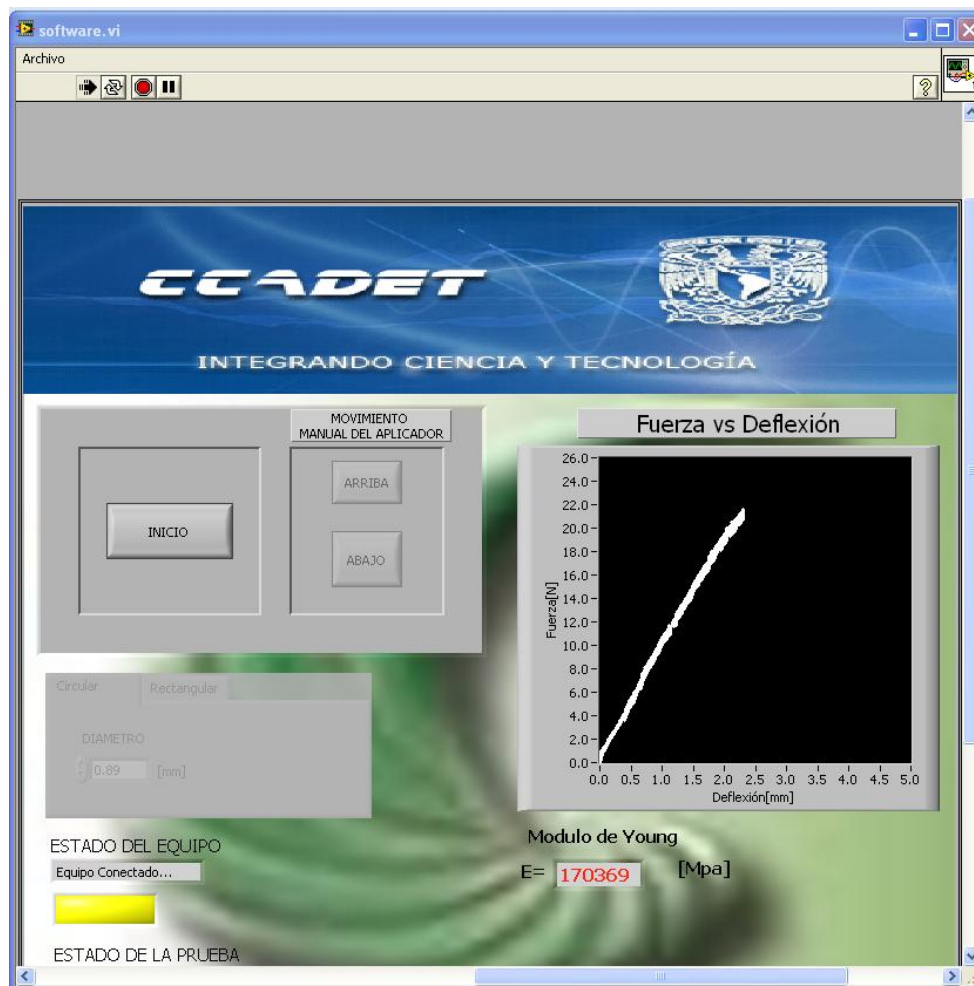 software.vi
Archivo
?
CCADET
INTEGRANDO CIENCIA Y TECNOLOGÍA
MOVIMIENTO
MANUAL DEL APLICADOR
INICIO
ARRIBA
ABAJO
Circular
Rectangular
DIAMETRO
0.89 [mm]
ESTADO DEL EQUIPO
Equipo Conectado...
ESTADO DE LA PRUEBA
Fuerza vs Deflexión
Fuerza[N]
26.0
24.0
22.0
20.0
18.0
16.0
14.0
12.0
10.0
8.0
6.0
4.0
2.0
0.0
0.0 0.5 1.0 1.5 2.0 2.5 3.0 3.5 4.0 4.5 5.0
Deflexión[mm]
Modulo de Young
E= 170369 [Mpa]